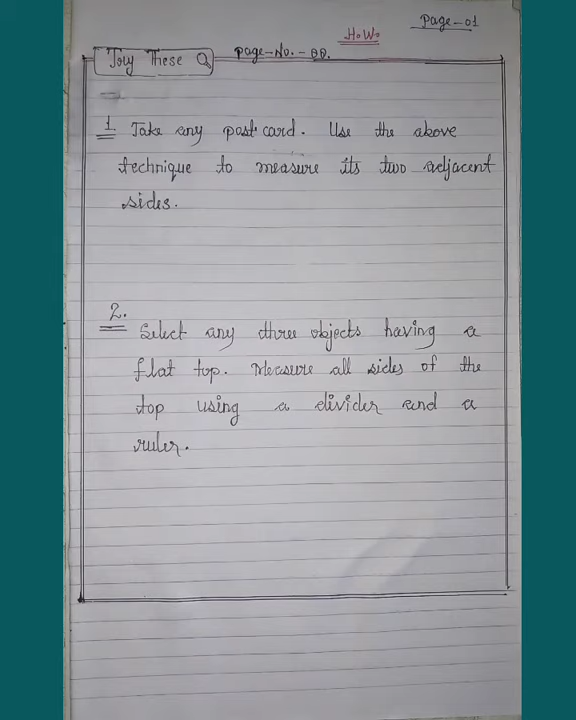 Page-01
H.W.
Try These
page-No.-88.
1. Take any post card. Use the above
technique to measure its two adjacent
sides.
2.
Select any three objects having a
flat top. Measure all sides of the
top using a divider and a
ruler.